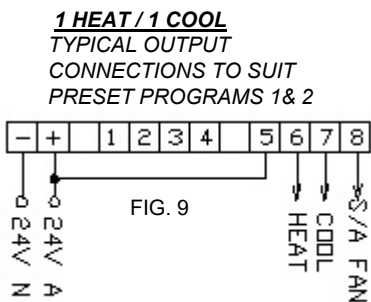 1 HEAT / 1 COOL
TYPICAL OUTPUT
CONNECTIONS TO SUIT
PRESET PROGRAMS 1& 2
- + 1 2 3 4 5 6 7 8
FIG. 9
24V N
24V A
HEAT
COOL
S/A FAN